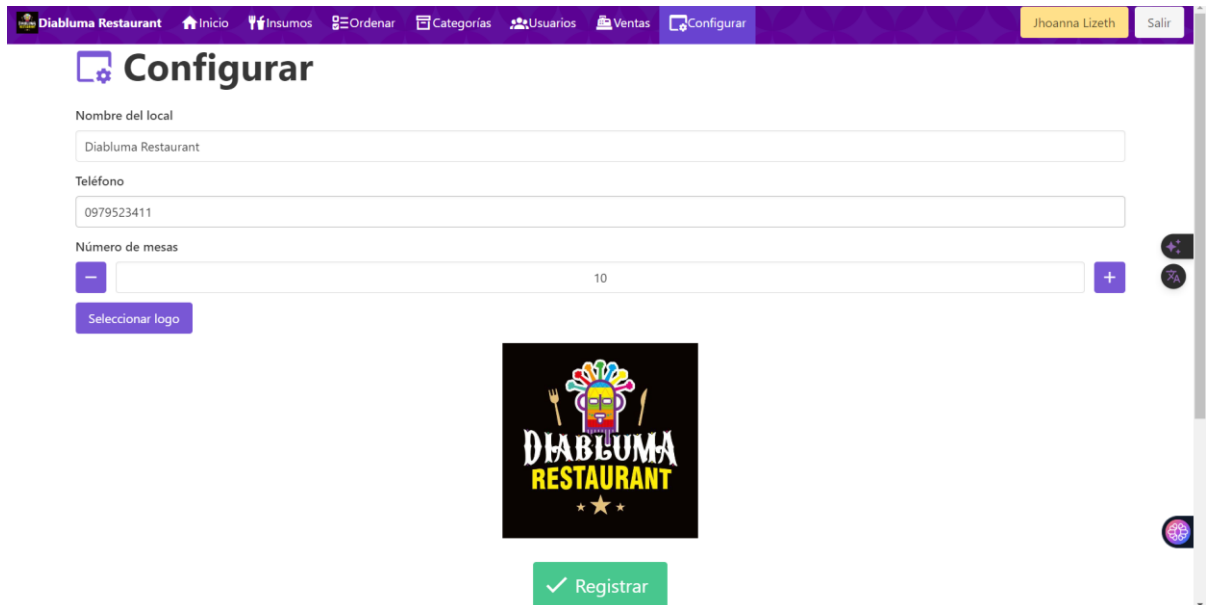 Diabluma Restaurant Inicio Insumos Ordenar Categorías Usuarios Ventas Configurar Jhoanna Lizeth Salir
Configurar
Nombre del local
Diabluma Restaurant
Teléfono
0979523411
Número de mesas
− 10 +
Seleccionar logo
DIABLUMA
RESTAURANT
Registrar